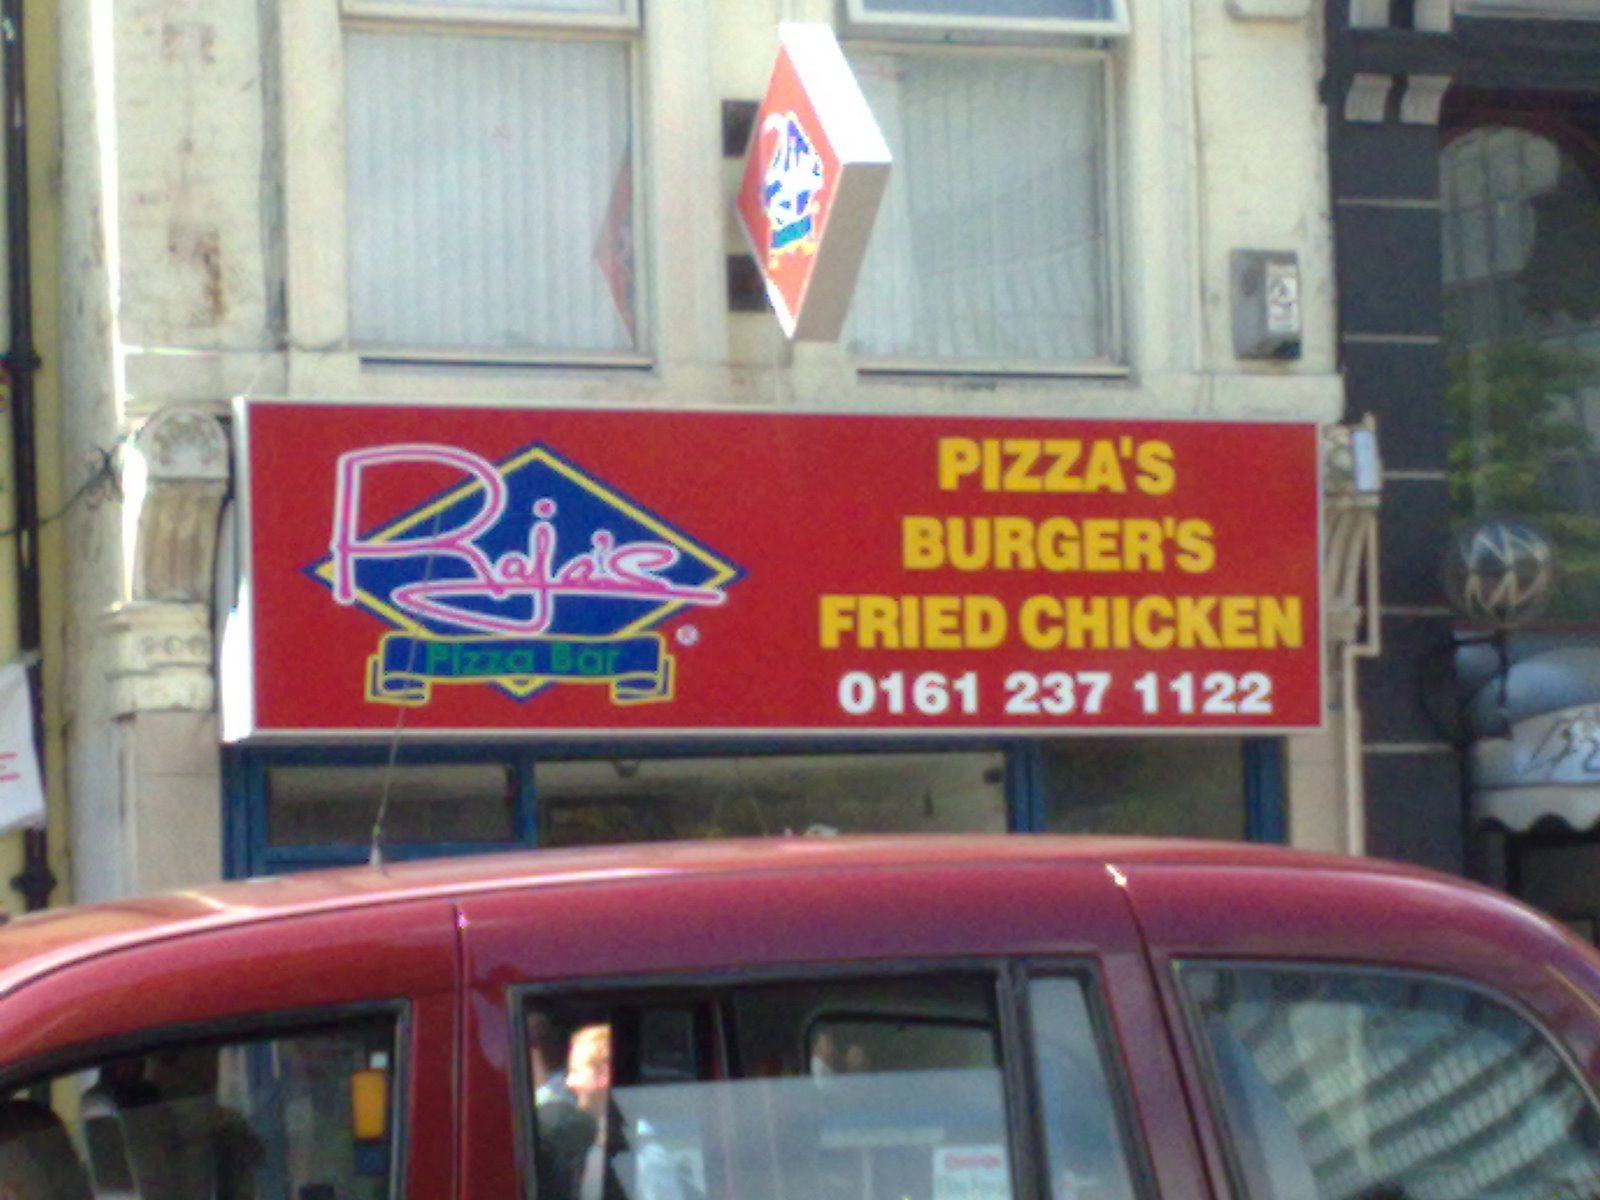 Raja's
Pizza Bar
®
PIZZA'S
BURGER'S
FRIED CHICKEN
0161 237 1122
E